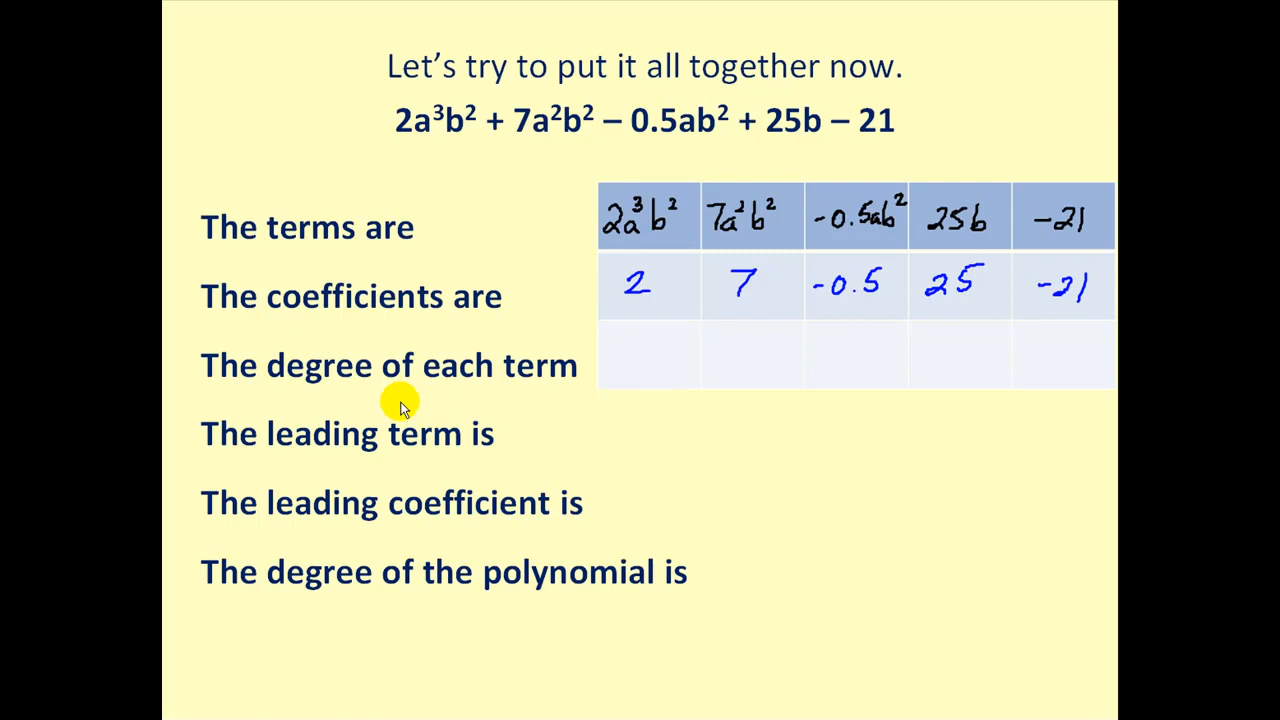 Let's try to put it all together now.
2a³b² + 7a²b² – 0.5ab² + 25b – 21
The terms are 2a³b² 7a²b² -0.5ab² 25b -21
The coefficients are 2 7 -0.5 25 -21
The degree of each term
The leading term is
The leading coefficient is
The degree of the polynomial is